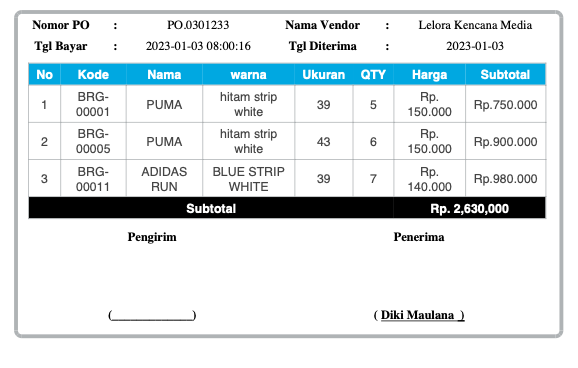 Nomor PO : PO.0301233 Nama Vendor : Lelora Kencana Media
Tgl Bayar : 2023-01-03 08:00:16 Tgl Diterima : 2023-01-03
No Kode Nama warna Ukuran QTY Harga Subtotal
1 BRG-00001 PUMA hitam strip white 39 5 Rp. 150.000 Rp.750.000
2 BRG-00005 PUMA hitam strip white 43 6 Rp. 150.000 Rp.900.000
3 BRG-00011 ADIDAS RUN BLUE STRIP WHITE 39 7 Rp. 140.000 Rp.980.000
Subtotal Rp. 2,630,000
Pengirim Penerima
(______________) ( Diki Maulana _)